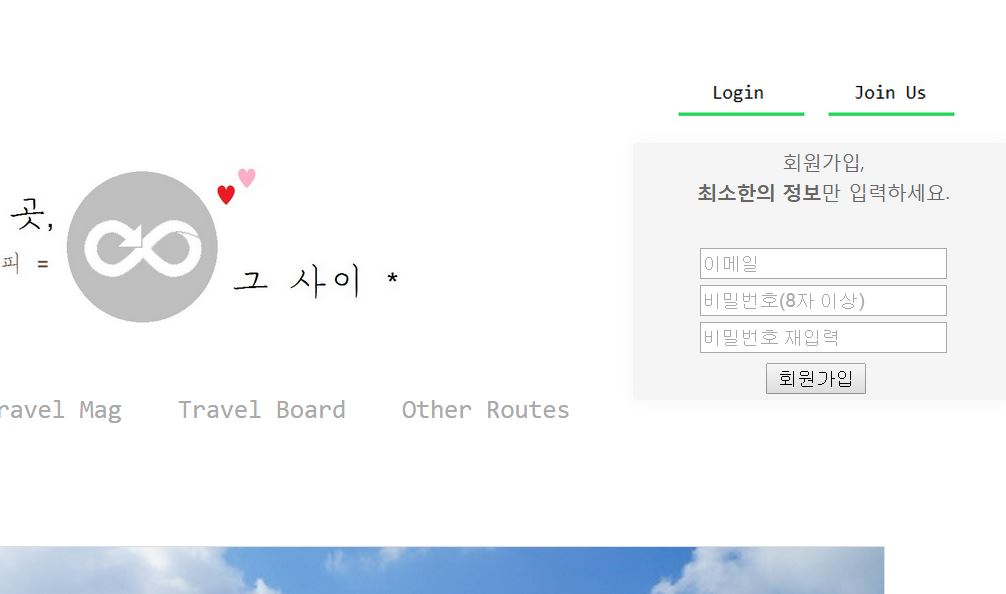 Login
Join Us
회원가입,
최소한의 정보만 입력하세요.
이메일
비밀번호(8자 이상)
비밀번호 재입력
회원가입
곳,
피 =
그 사이 *
ravel Mag
Travel Board
Other Routes